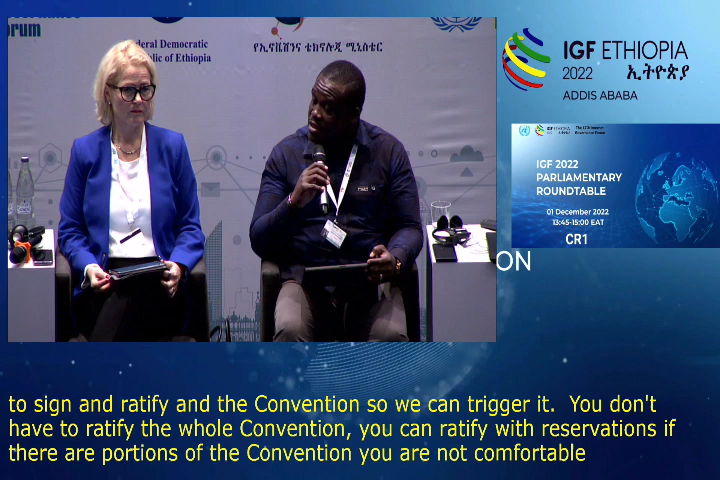 orum
deral Democratic
lic of Ethiopia
የኢኖቬሽንና ቴክኖሎጂ ሚኒስቴር
IGF ETHIOPIA
2022 ኢትዮጵያ
ADDIS ABABA
IGF 2022
PARLIAMENTARY
ROUNDTABLE
01 December 2022
13:45-15:00 EAT
CR1
ON
to sign and ratify and the Convention so we can trigger it. You don't
have to ratify the whole Convention, you can ratify with reservations if
there are portions of the Convention you are not comfortable